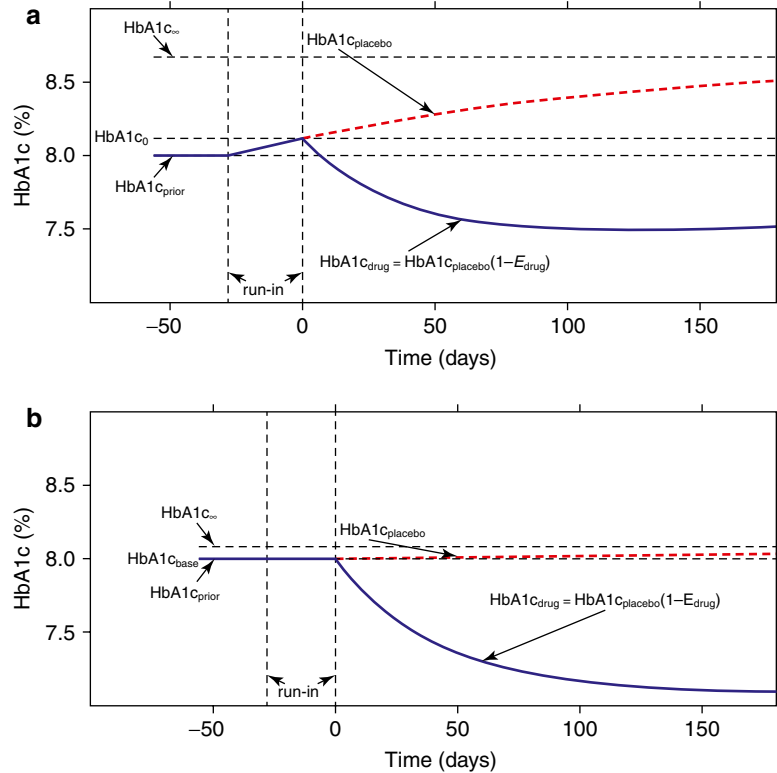 a
HbA1c∞
HbA1cplacebo
8.5
HbA1c0
8.0
HbA1cprior
7.5
HbA1cdrug = HbA1cplacebo(1–Edrug)
run-in
HbA1c (%)
−50 0 50 100 150
Time (days)
b
8.5
HbA1c∞
HbA1cplacebo
HbA1cbase
8.0
HbA1cprior
HbA1cdrug = HbA1cplacebo(1–Edrug)
7.5
run-in
HbA1c (%)
−50 0 50 100 150
Time (days)